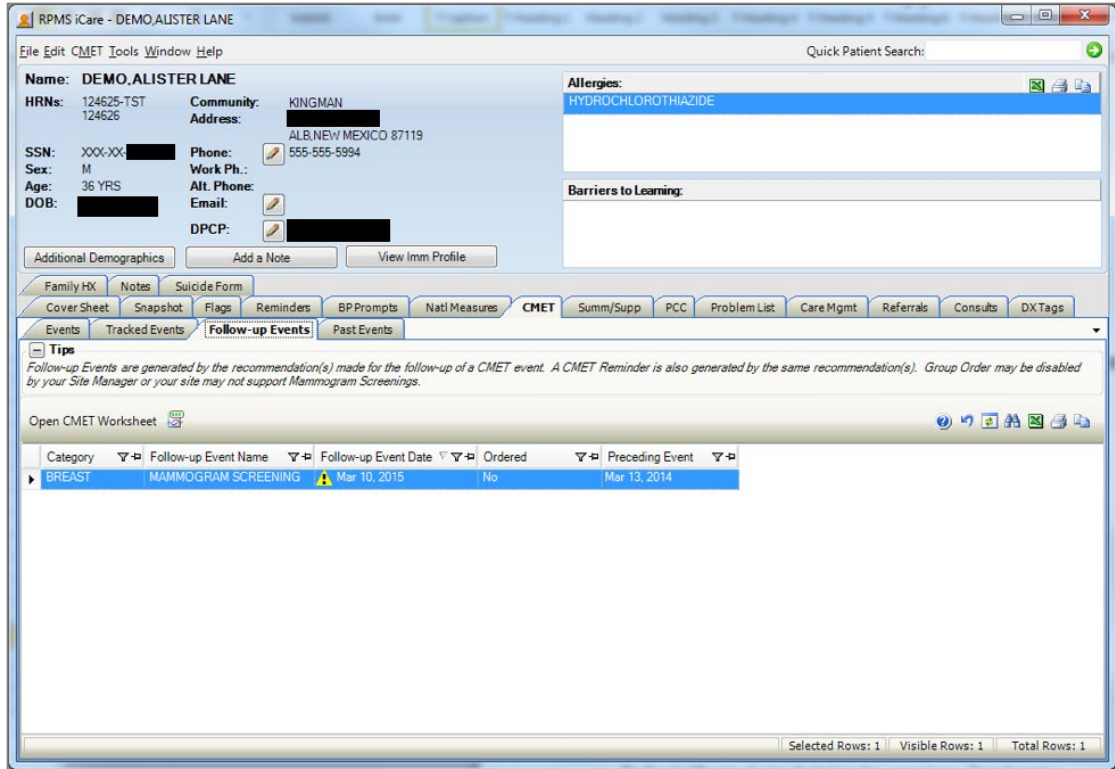 RPMS iCare - DEMO,ALISTER LANE
File Edit CMET Tools Window Help
Quick Patient Search:
Name: DEMO,ALISTER LANE
HRNs: 124625-TST
124626
Community: KINGMAN
Address:
ALB,NEW MEXICO 87119
SSN: XXX-XX-
Phone: 555-555-5994
Sex: M
Work Ph.:
Age: 36 YRS
Alt. Phone:
DOB:
Email:
DPCP:
Allergies:
HYDROCHLOROTHIAZIDE
Barriers to Learning:
Additional Demographics Add a Note View Imm Profile
Family HX Notes Suicide Form
Cover Sheet Snapshot Flags Reminders BP Prompts Natl Measures CMET Summ/Supp PCC Problem List Care Mgmt Referrals Consults DX Tags
Events Tracked Events Follow-up Events Past Events
Tips
Follow-up Events are generated by the recommendation(s) made for the follow-up of a CMET event. A CMET Reminder is also generated by the same recommendation(s). Group Order may be disabled
by your Site Manager or your site may not support Mammogram Screenings.
Open CMET Worksheet
Category Follow-up Event Name Follow-up Event Date Ordered Preceding Event
BREAST MAMMOGRAM SCREENING Mar 10, 2015 No Mar 13, 2014
Selected Rows: 1 Visible Rows: 1 Total Rows: 1